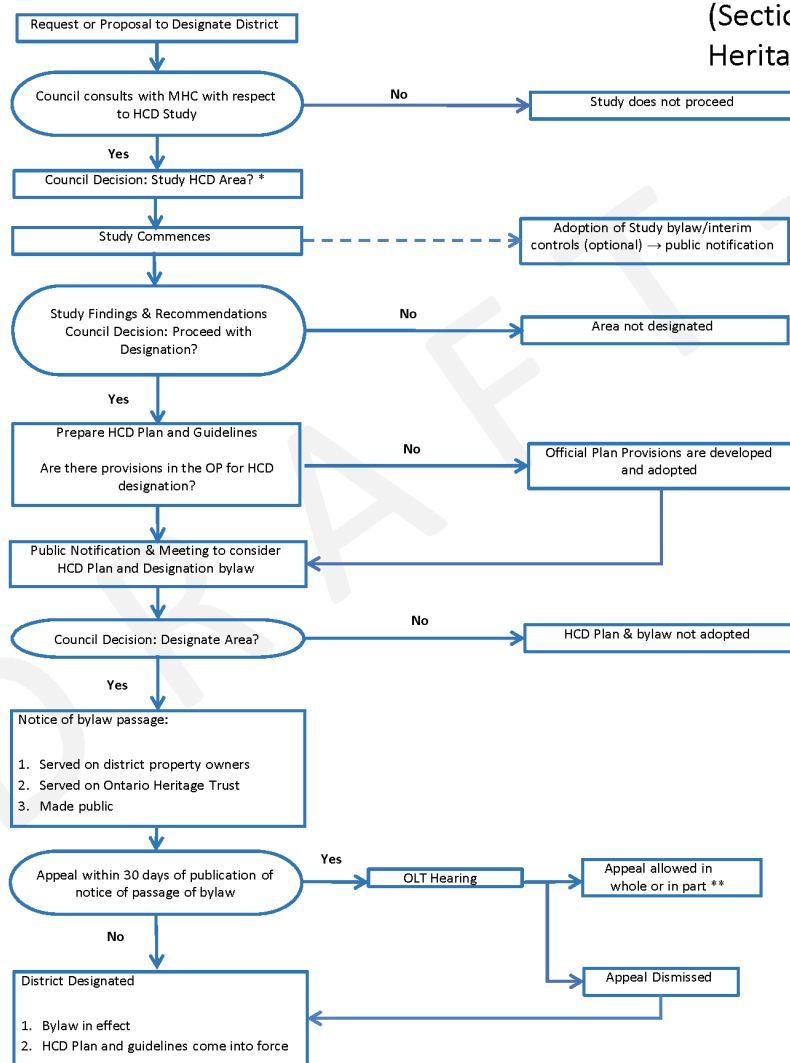 (Sectio
Herita
Request or Proposal to Designate District
Council consults with MHC with respect
to HCD Study
No
Study does not proceed
Yes
Council Decision: Study HCD Area? *
Study Commences
Adoption of Study bylaw/interim
controls (optional) → public notification
Study Findings & Recommendations
Council Decision: Proceed with
Designation?
No
Area not designated
Yes
Prepare HCD Plan and Guidelines
Are there provisions in the OP for HCD
designation?
No
Official Plan Provisions are developed
and adopted
Public Notification & Meeting to consider
HCD Plan and Designation bylaw
Council Decision: Designate Area?
No
HCD Plan & bylaw not adopted
Yes
Notice of bylaw passage:
1. Served on district property owners
2. Served on Ontario Heritage Trust
3. Made public
Appeal within 30 days of publication of
notice of passage of bylaw
Yes
OLT Hearing
Appeal allowed in
whole or in part **
No
Appeal Dismissed
District Designated
1. Bylaw in effect
2. HCD Plan and guidelines come into force
DRAFT